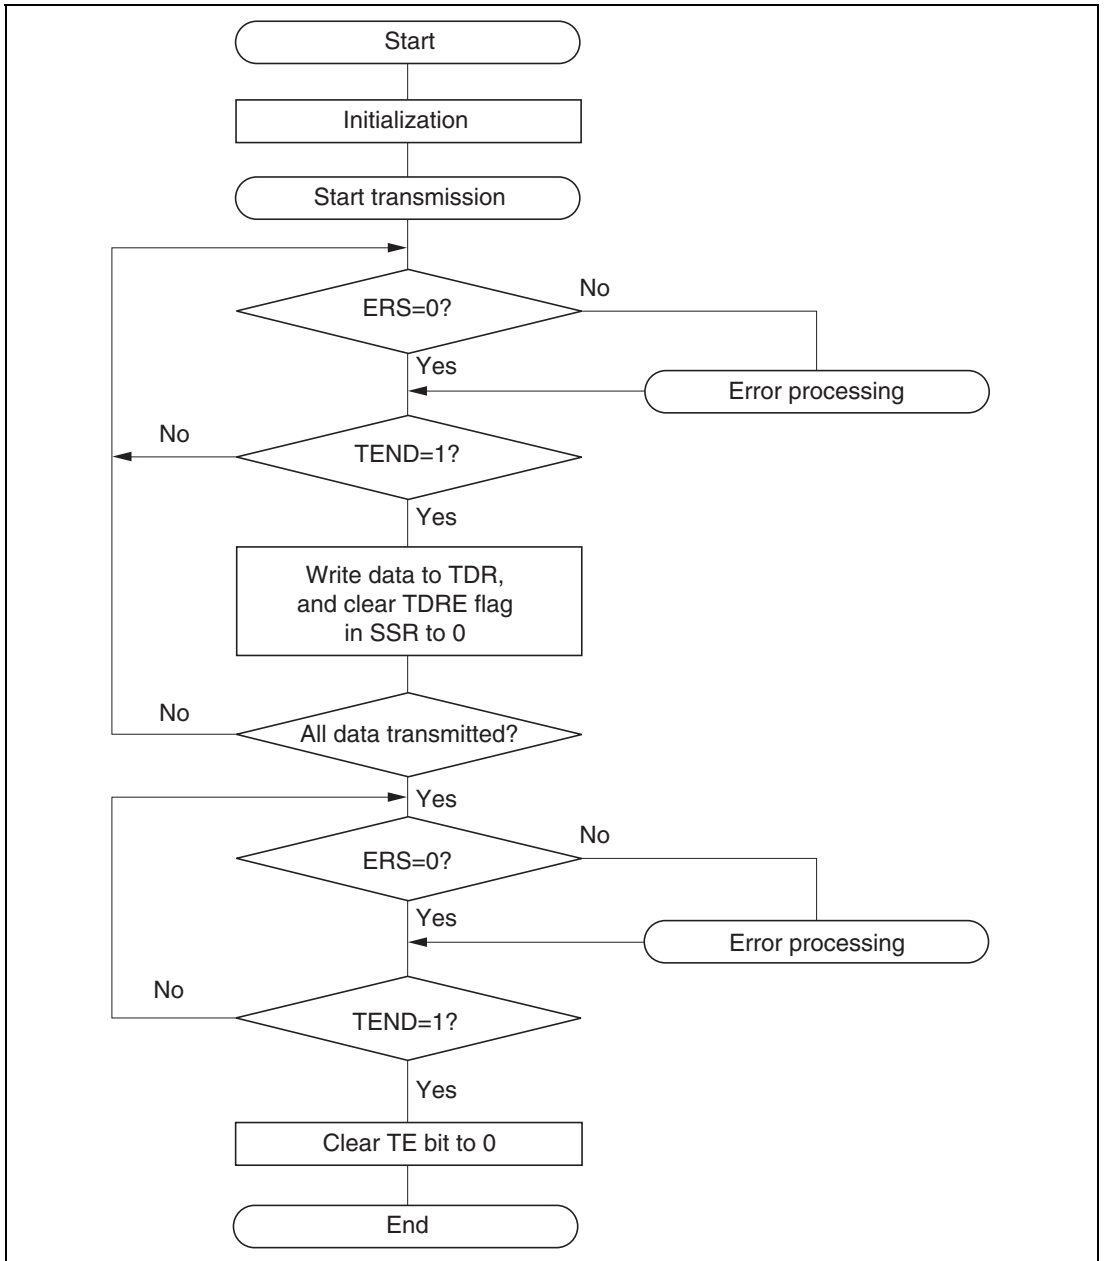 Start
Initialization
Start transmission
ERS=0?
No
Yes
Error processing
No
TEND=1?
Yes
Write data to TDR,
and clear TDRE flag
in SSR to 0
No
All data transmitted?
Yes
No
ERS=0?
Yes
Error processing
No
TEND=1?
Yes
Clear TE bit to 0
End